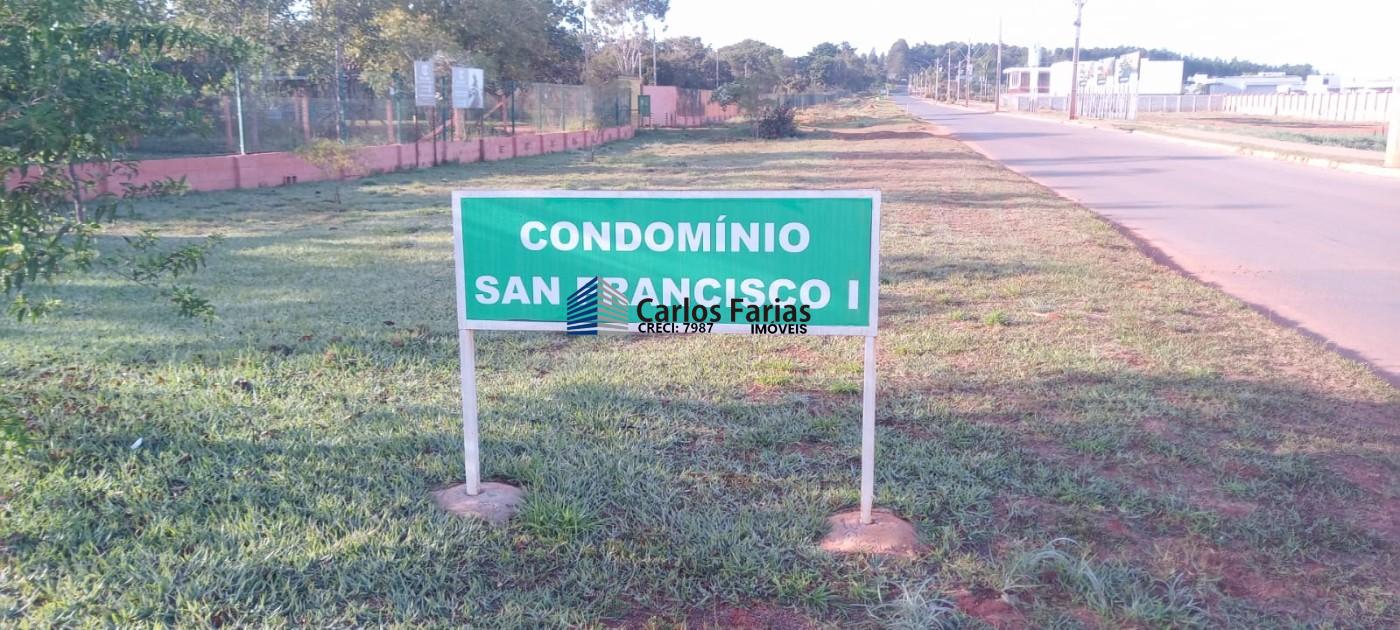 CONDOMÍNIO
SAN FRANCISCO I
Carlos Farias
CRECI: 7987 IMÓVEIS